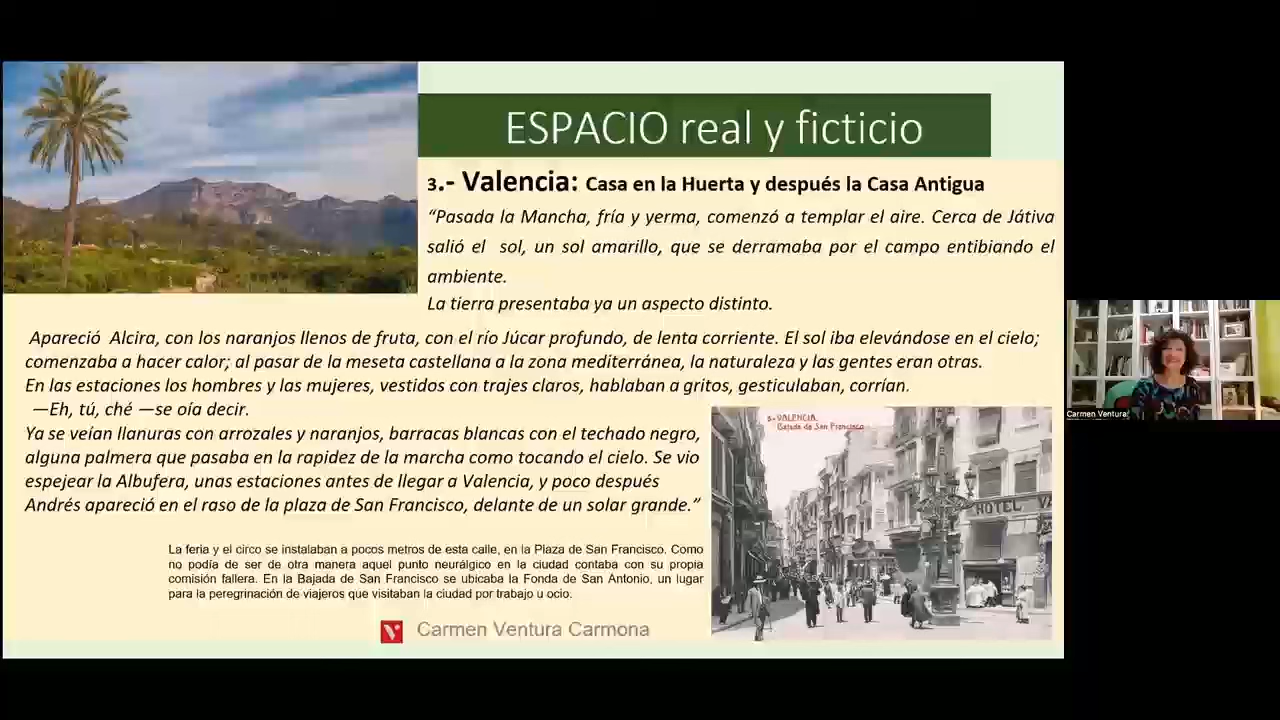 ESPACIO real y ficticio
3.- Valencia: Casa en la Huerta y después la Casa Antigua
“Pasada la Mancha, fría y yerma, comenzó a templar el aire. Cerca de Játiva
salió el sol, un sol amarillo, que se derramaba por el campo entibiando el
ambiente.
La tierra presentaba ya un aspecto distinto.
Apareció Alcira, con los naranjos llenos de fruta, con el río Júcar profundo, de lenta corriente. El sol iba elevándose en el cielo;
comenzaba a hacer calor; al pasar de la meseta castellana a la zona mediterránea, la naturaleza y las gentes eran otras.
En las estaciones los hombres y las mujeres, vestidos con trajes claros, hablaban a gritos, gesticulaban, corrían.
—Eh, tú, ché —se oía decir.
Ya se veían llanuras con arrozales y naranjos, barracas blancas con el techado negro,
alguna palmera que pasaba en la rapidez de la marcha como tocando el cielo. Se vio
espejear la Albufera, unas estaciones antes de llegar a Valencia, y poco después
Andrés apareció en el raso de la plaza de San Francisco, delante de un solar grande.”
La feria y el circo se instalaban a pocos metros de esta calle, en la Plaza de San Francisco. Como
no podía de ser de otra manera aquel punto neurálgico en la ciudad contaba con su propia
comisión fallera. En la Bajada de San Francisco se ubicaba la Fonda de San Antonio, un lugar
para la peregrinación de viajeros que visitaban la ciudad por trabajo u ocio.
Carmen Ventura Carmona
VALENCIA.
Bajada de San Francisco
HOTEL
Carmen Ventura